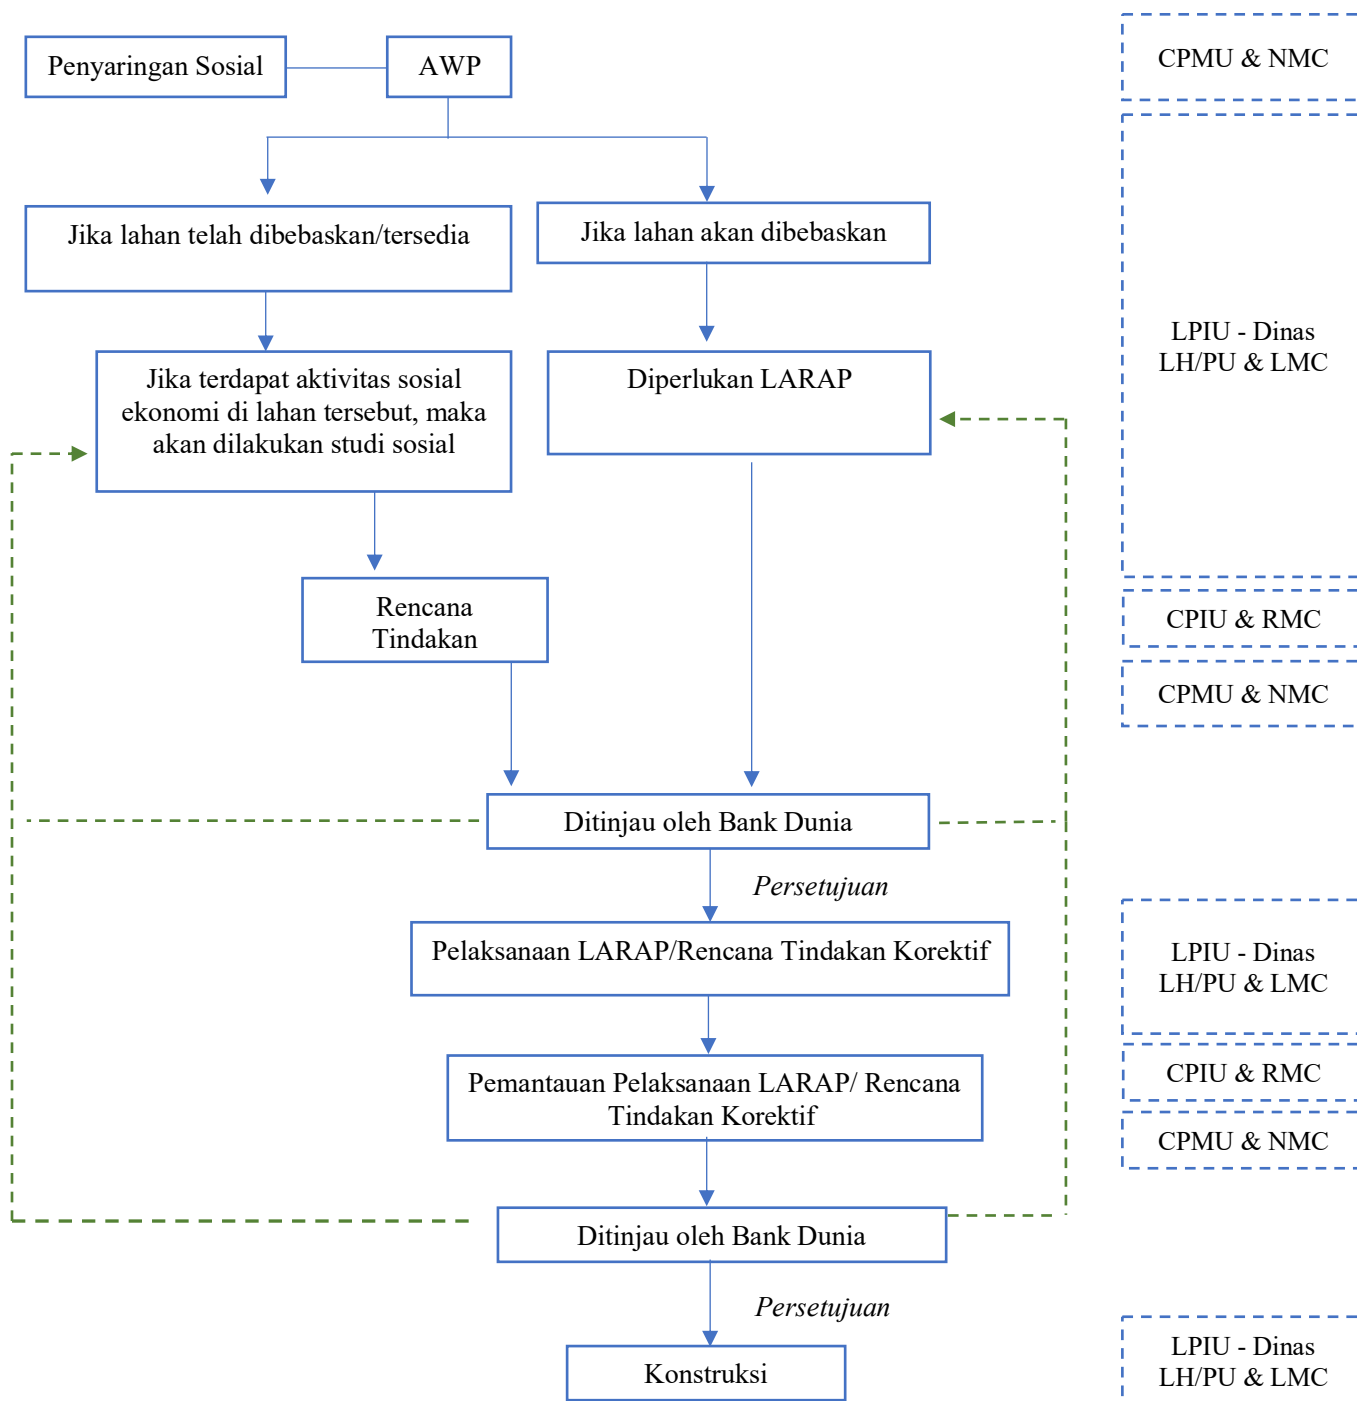 Penyaringan Sosial
AWP
CPMU & NMC
Jika lahan telah dibebaskan/tersedia
Jika lahan akan dibebaskan
LPIU - Dinas
LH/PU & LMC
Jika terdapat aktivitas sosial
ekonomi di lahan tersebut, maka
akan dilakukan studi sosial
Diperlukan LARAP
Rencana
Tindakan
CPIU & RMC
CPMU & NMC
Ditinjau oleh Bank Dunia
Persetujuan
Pelaksanaan LARAP/Rencana Tindakan Korektif
LPIU - Dinas
LH/PU & LMC
Pemantauan Pelaksanaan LARAP/ Rencana
Tindakan Korektif
CPIU & RMC
CPMU & NMC
Ditinjau oleh Bank Dunia
Persetujuan
Konstruksi
LPIU - Dinas
LH/PU & LMC